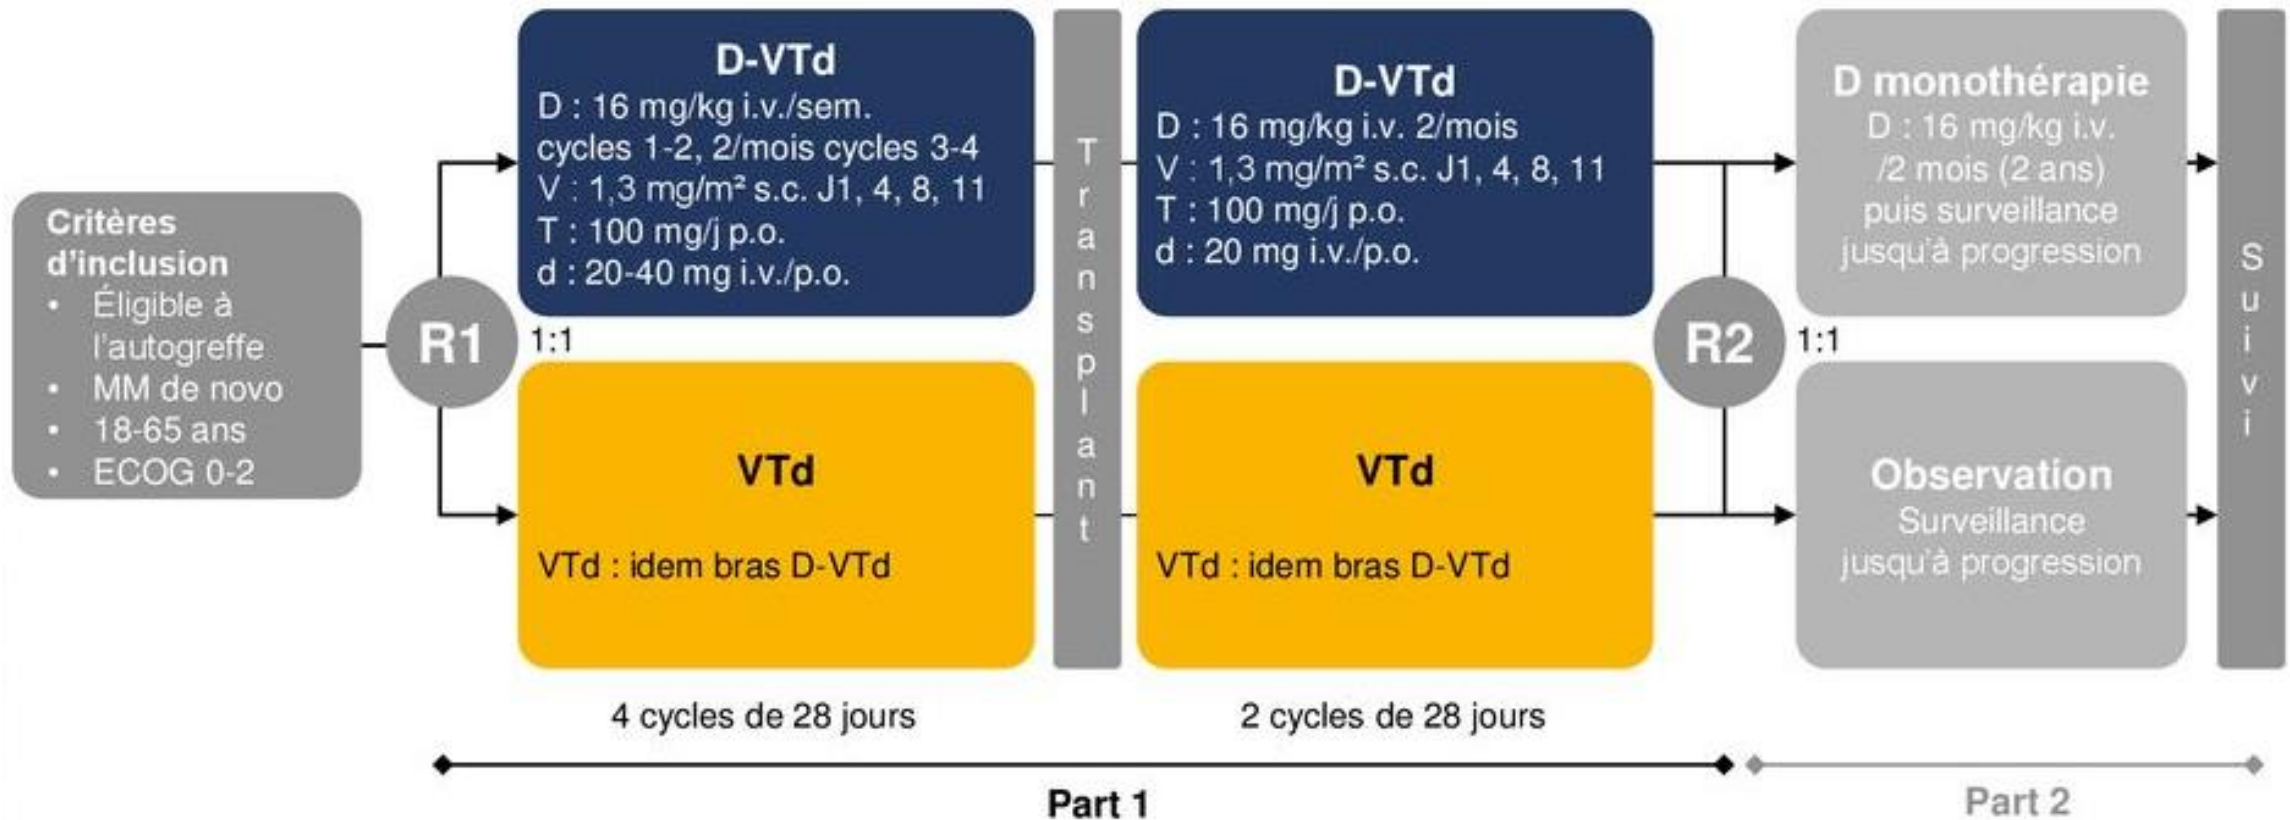 Critères
d'inclusion
• Éligible à
l'autogreffe
• MM de novo
• 18-65 ans
• ECOG 0-2
R1
1:1
D-VTd
D : 16 mg/kg i.v./sem.
cycles 1-2, 2/mois cycles 3-4
V : 1,3 mg/m² s.c. J1, 4, 8, 11
T : 100 mg/j p.o.
d : 20-40 mg i.v./p.o.
VTd
VTd : idem bras D-VTd
4 cycles de 28 jours
Transplant
D-VTd
D : 16 mg/kg i.v. 2/mois
V : 1,3 mg/m² s.c. J1, 4, 8, 11
T : 100 mg/j p.o.
d : 20 mg i.v./p.o.
VTd
VTd : idem bras D-VTd
2 cycles de 28 jours
Part 1
R2
1:1
D monothérapie
D : 16 mg/kg i.v.
/2 mois (2 ans)
puis surveillance
jusqu'à progression
Observation
Surveillance
jusqu'à progression
Suivi
Part 2